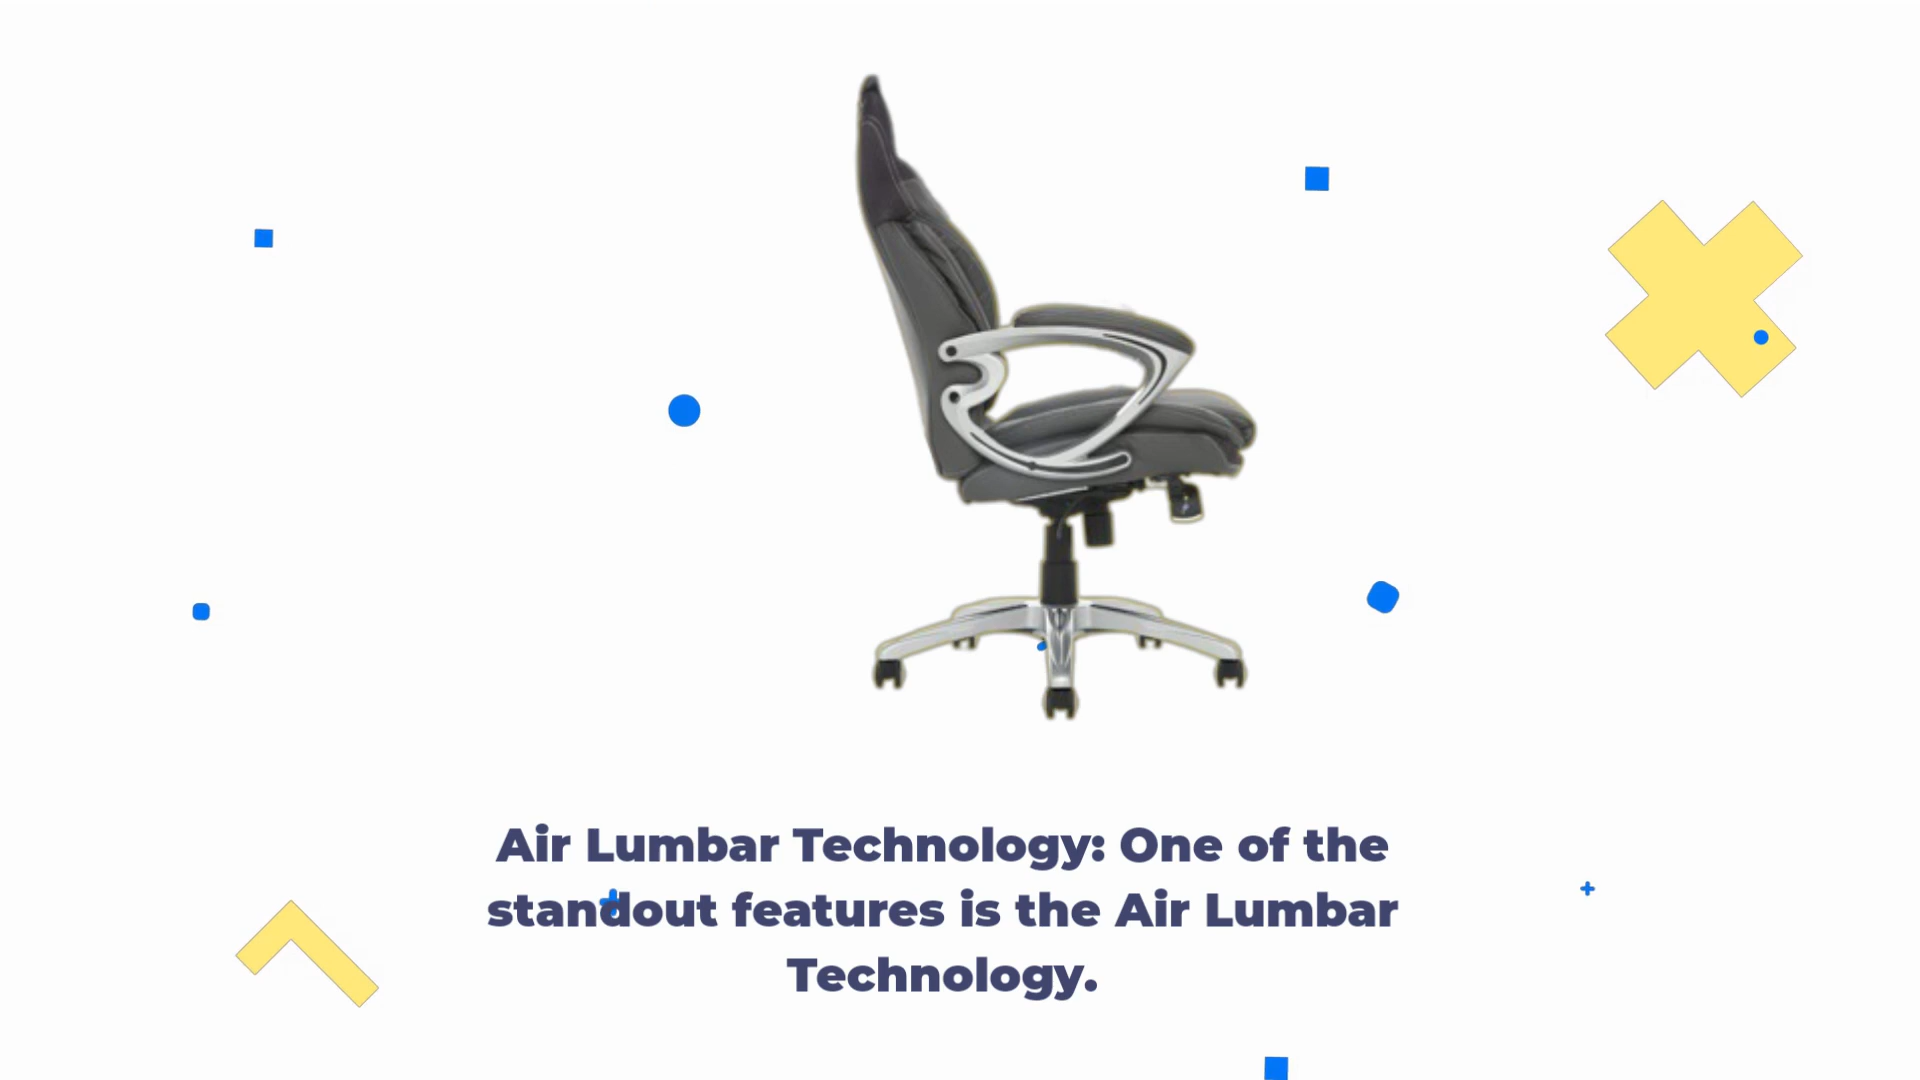 Air Lumbar Technology: One of the
standout features is the Air Lumbar
Technology.